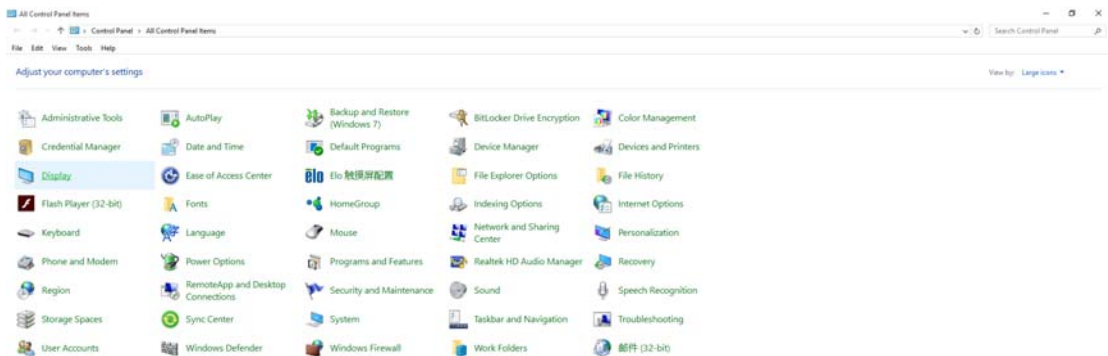 All Control Panel Items
Control Panel > All Control Panel Items
Search Control Panel
File Edit View Tools Help
Adjust your computer's settings
View by: Large icons
Administrative Tools
AutoPlay
Backup and Restore
(Windows 7)
BitLocker Drive Encryption
Color Management
Credential Manager
Date and Time
Default Programs
Device Manager
Devices and Printers
Display
Ease of Access Center
elo
Elo 触摸屏配置
File Explorer Options
File History
Flash Player (32-bit)
Fonts
HomeGroup
Indexing Options
Internet Options
Keyboard
Language
Mouse
Network and Sharing
Center
Personalization
Phone and Modem
Power Options
Programs and Features
Realtek HD Audio Manager
Recovery
Region
RemoteApp and Desktop
Connections
Security and Maintenance
Sound
Speech Recognition
Storage Spaces
Sync Center
System
Taskbar and Navigation
Troubleshooting
User Accounts
Windows Defender
Windows Firewall
Work Folders
邮件 (32-bit)